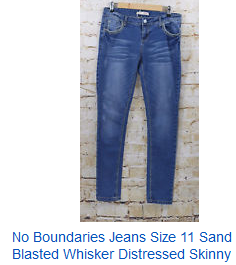 No Boundaries Jeans Size 11 Sand
Blasted Whisker Distressed Skinny